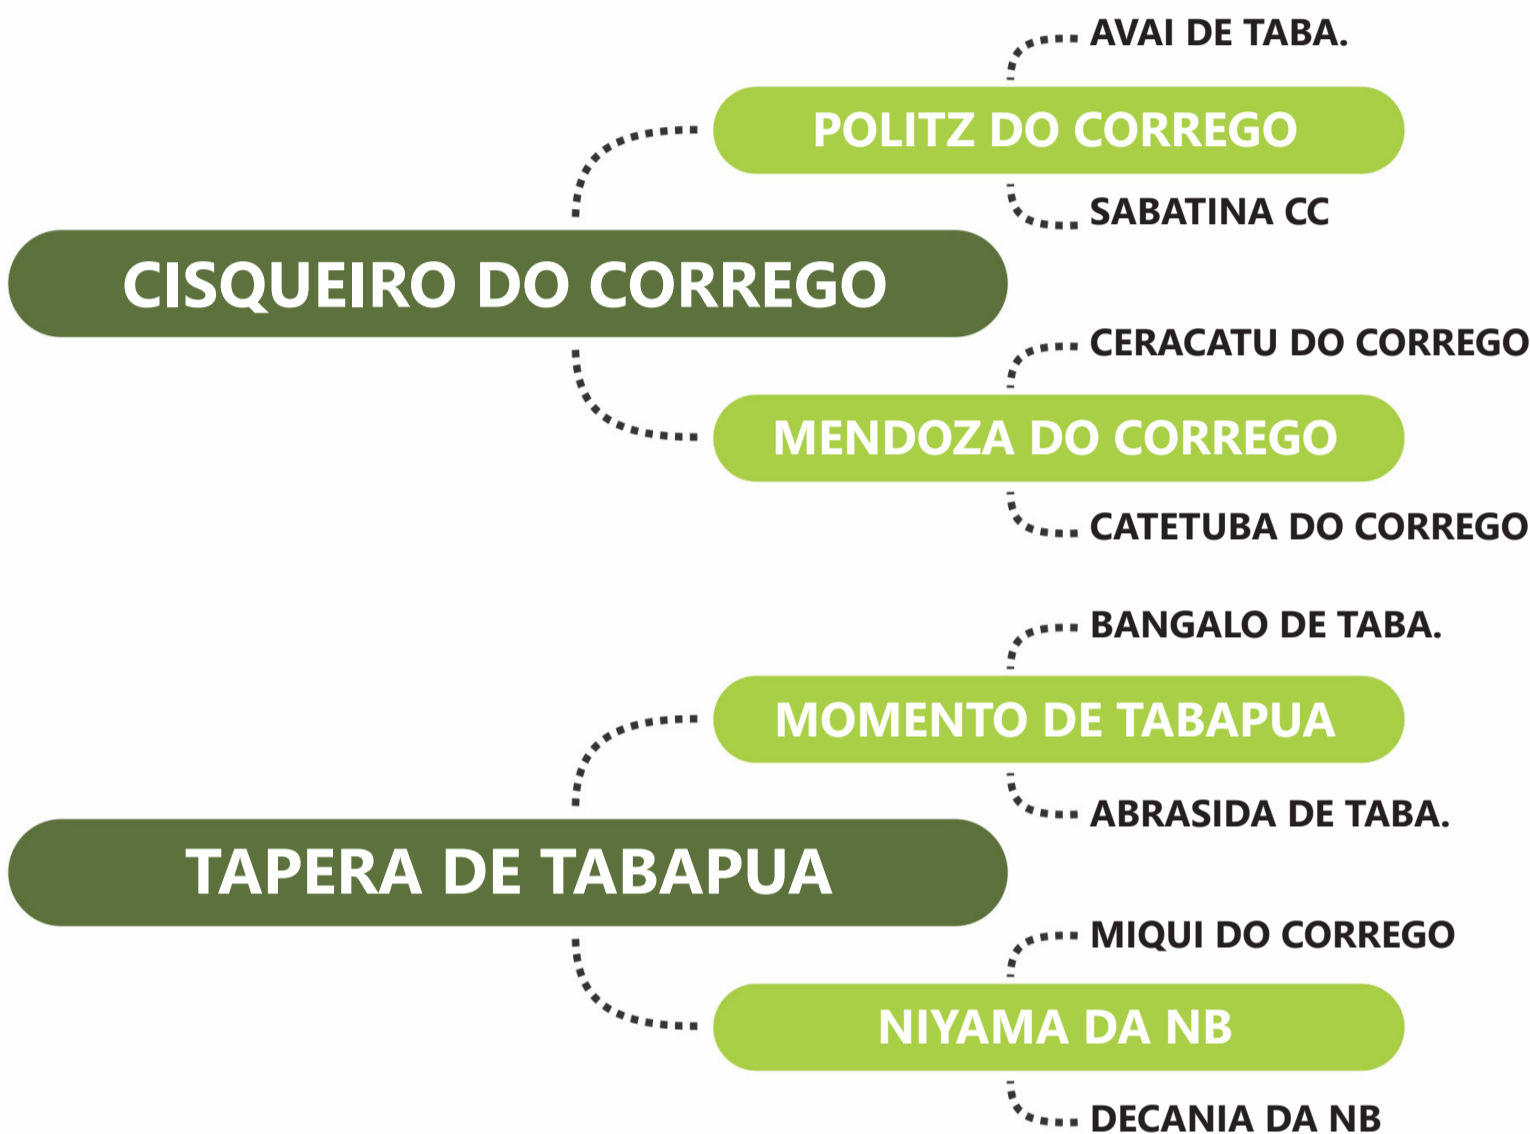 AVAI DE TABA.
POLITZ DO CORREGO
SABATINA CC
CISQUEIRO DO CORREGO
CERACATU DO CORREGO
MENDOZA DO CORREGO
CATETUBA DO CORREGO
BANGALO DE TABA.
MOMENTO DE TABAPUA
ABRASIDA DE TABA.
TAPERA DE TABAPUA
MIQUI DO CORREGO
NIYAMA DA NB
DECANIA DA NB